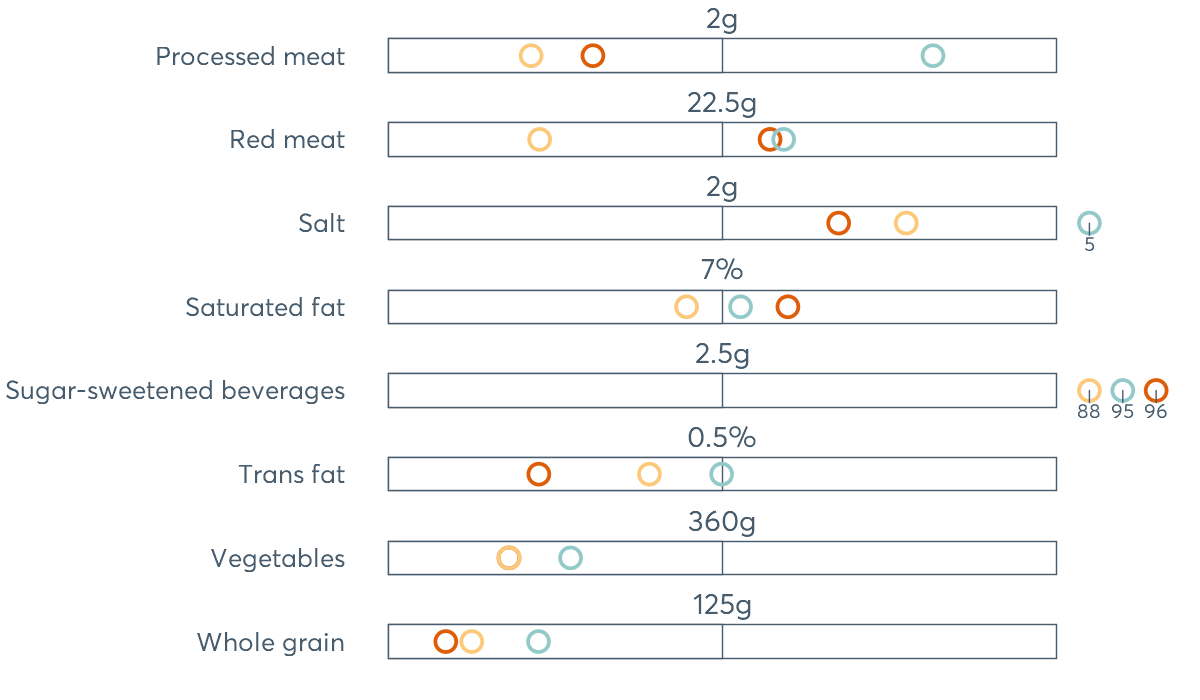 2g
Processed meat
22.5g
Red meat
2g
Salt
5
7%
Saturated fat
2.5g
Sugar-sweetened beverages
88 95 96
0.5%
Trans fat
360g
Vegetables
125g
Whole grain